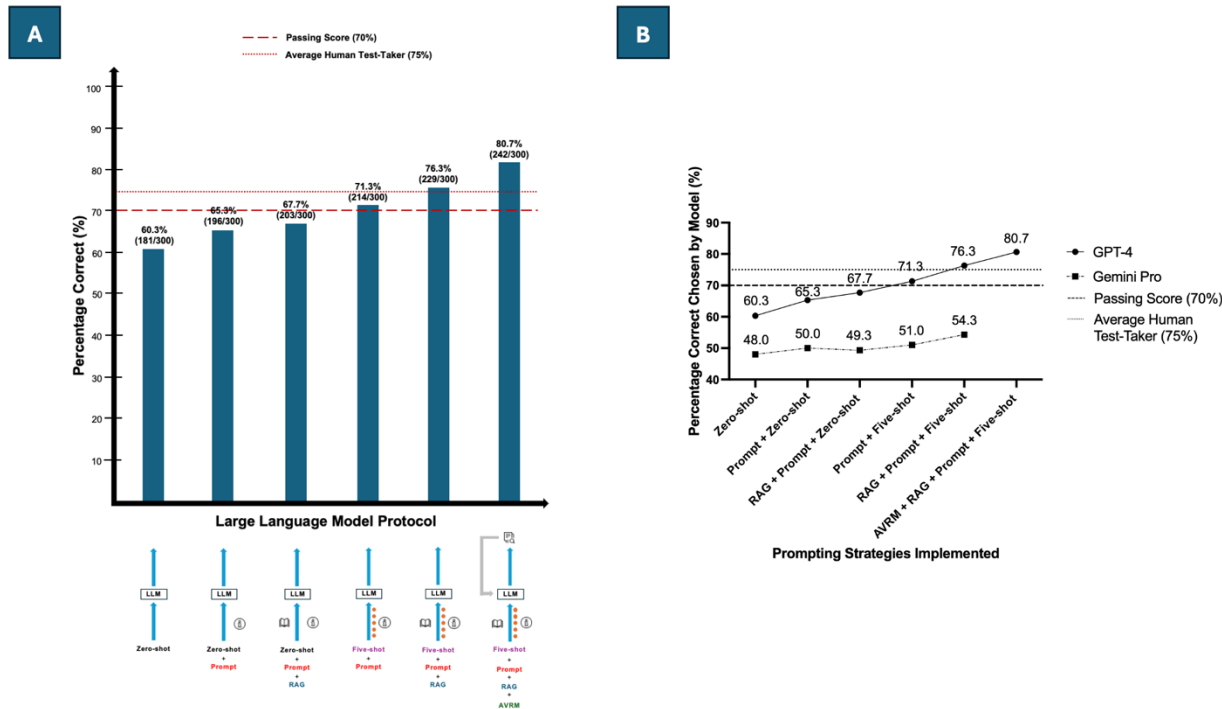 A
Passing Score (70%)
Average Human Test-Taker (75%)
Percentage Correct (%)
100
90
80
70
60
50
40
30
20
10
60.3%
(181/300)
65.3%
(196/300)
67.7%
(203/300)
71.3%
(214/300)
76.3%
(229/300)
80.7%
(242/300)
Large Language Model Protocol
LLM
LLM
LLM
LLM
LLM
LLM
Zero-shot
Zero-shot
+
Prompt
Zero-shot
+
Prompt
+
RAG
Five-shot
+
Prompt
Five-shot
+
Prompt
+
RAG
Five-shot
+
Prompt
+
RAG
+
AVRM
B
Percentage Correct Chosen by Model (%)
90
80
70
60
50
40
60.3
65.3
67.7
71.3
76.3
80.7
48.0
50.0
49.3
51.0
54.3
GPT-4
Gemini Pro
Passing Score (70%)
Average Human
Test-Taker (75%)
Zero-shot
Prompt + Zero-shot
RAG + Prompt + Zero-shot
Prompt + Five-shot
RAG + Prompt + Five-shot
AVRM + RAG + Prompt + Five-shot
Prompting Strategies Implemented